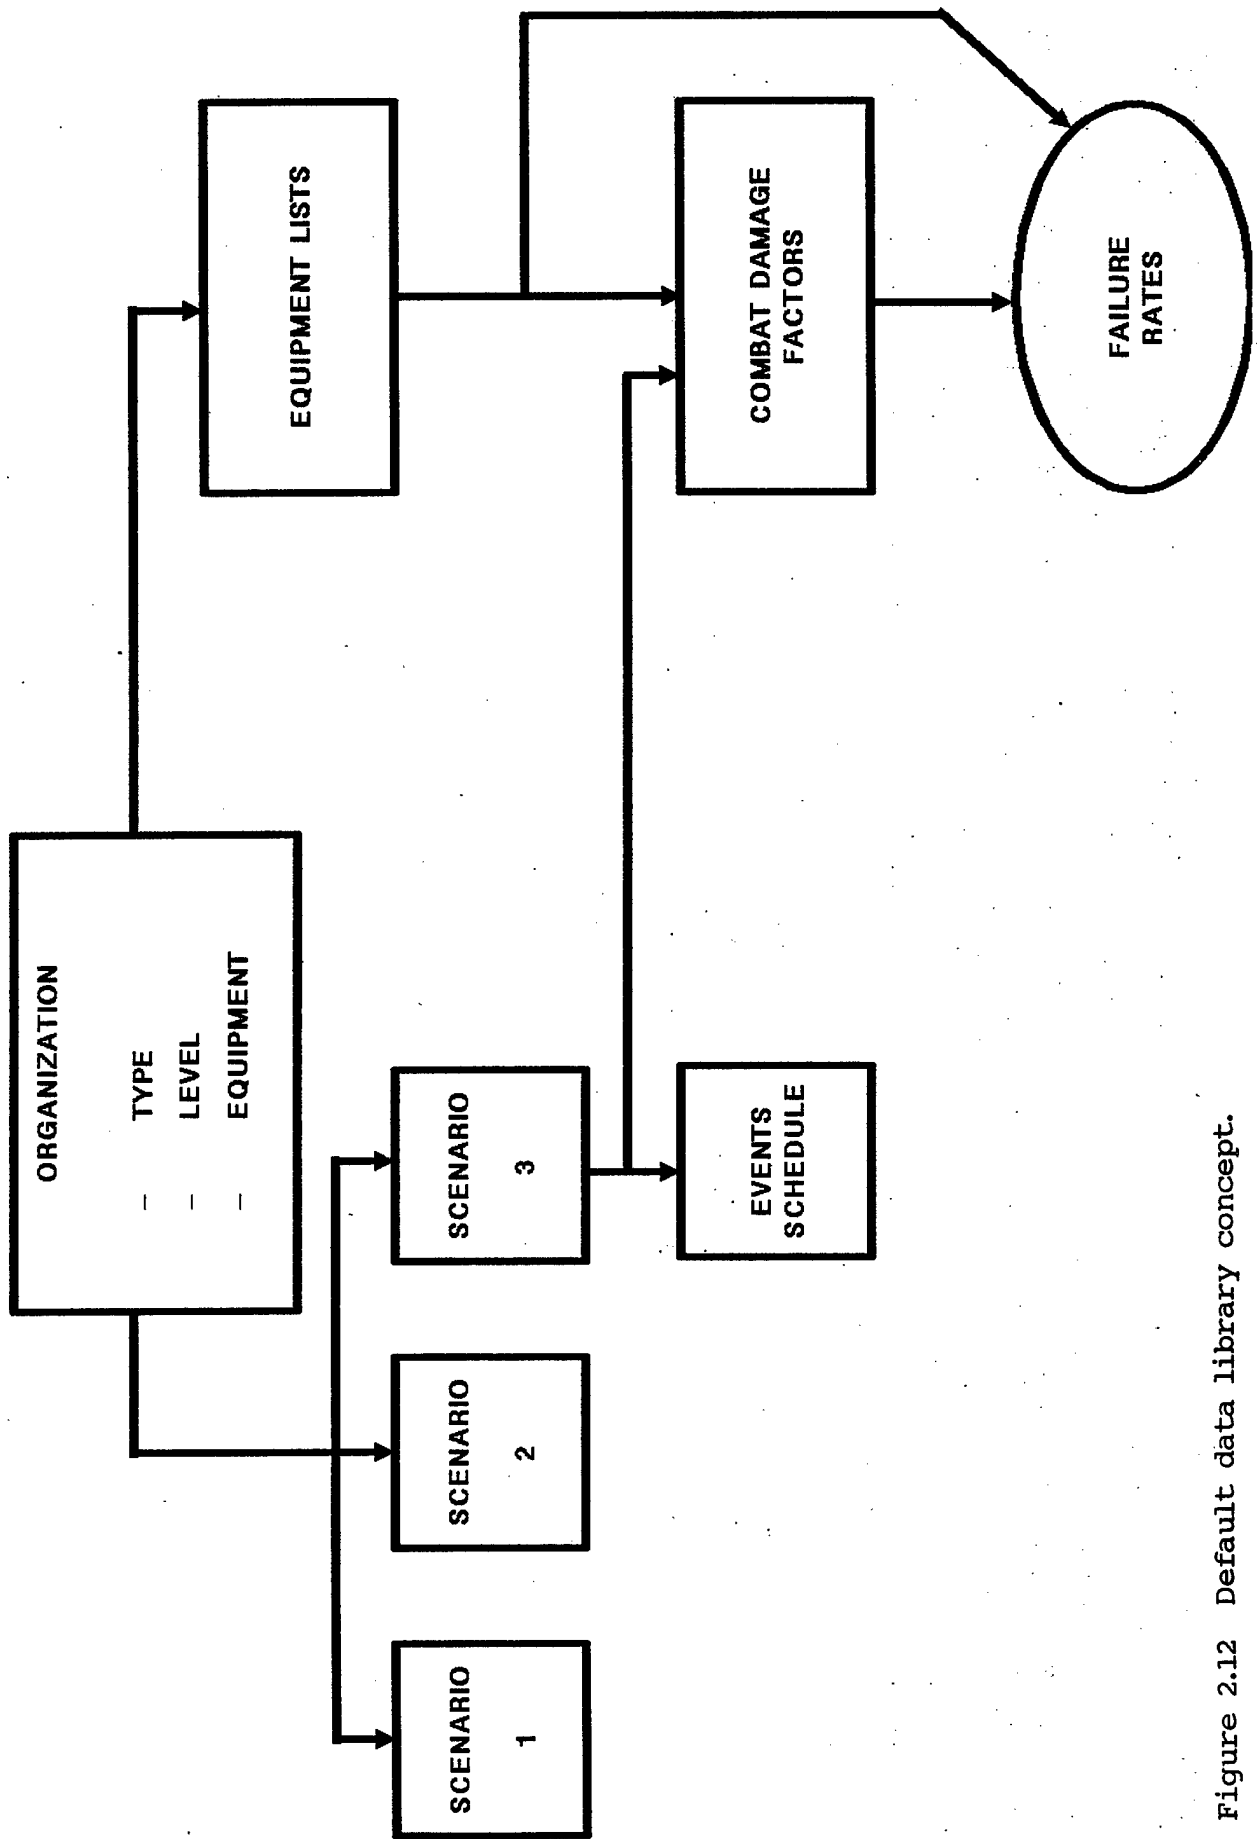 ORGANIZATION
– TYPE
– LEVEL
– EQUIPMENT
SCENARIO
1
SCENARIO
2
SCENARIO
3
EQUIPMENT LISTS
EVENTS
SCHEDULE
COMBAT DAMAGE
FACTORS
FAILURE
RATES
Figure 2.12 Default data library concept.